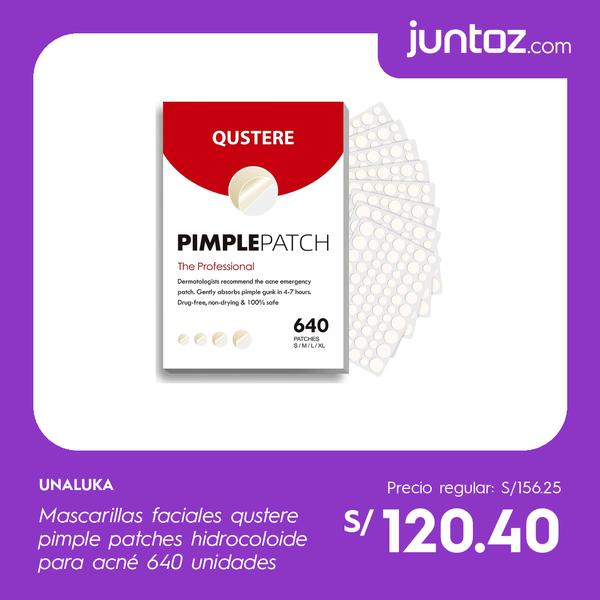 juntoz.com
QUSTERE
PIMPLEPATCH
The Professional
Dermatologists recommend the acne emergency
patch. Gently absorbs pimple gunk in 4-7 hours.
Drug-free, non-drying & 100% safe
640
PATCHES
S / M / L / XL
UNALUKA
Mascarillas faciales qustere
pimple patches hidrocoloide
para acné 640 unidades
Precio regular: S/156.25
S/ 120.40